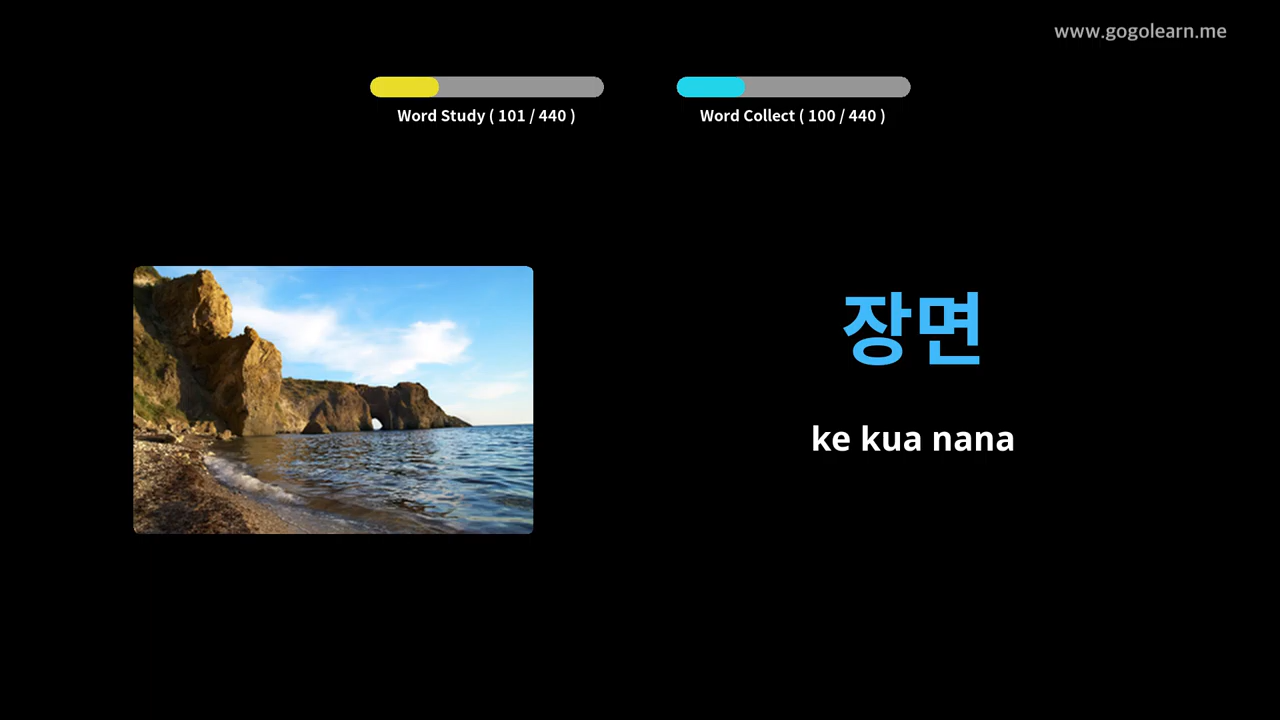 www.gogolearn.me
Word Study ( 101 / 440 )
Word Collect ( 100 / 440 )
장면
ke kua nana